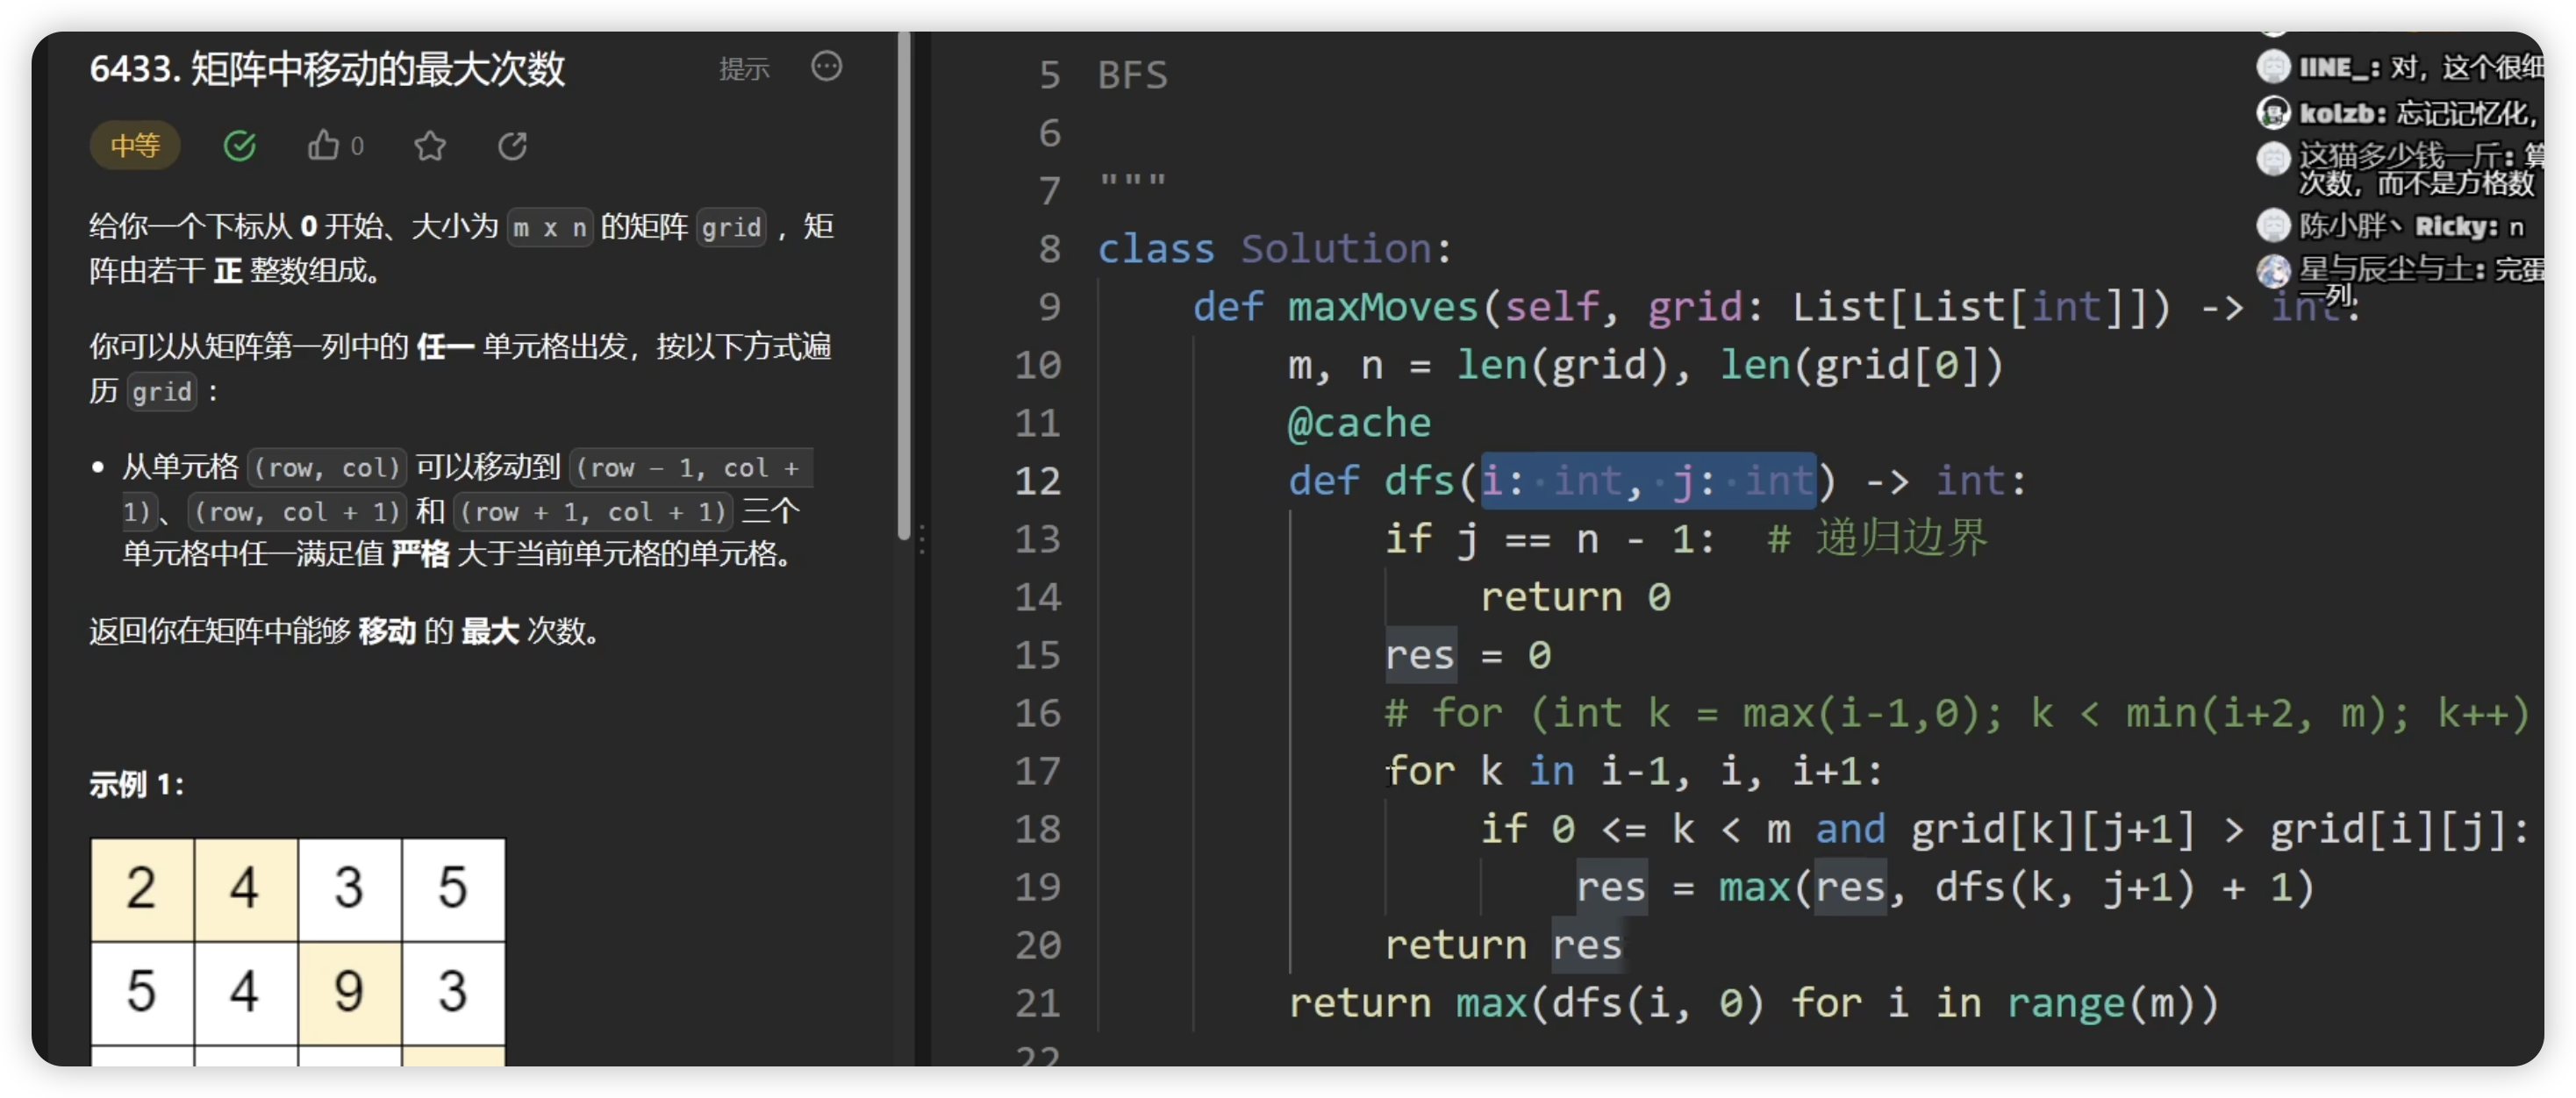 6433. 矩阵中移动的最大次数
提示
中等
0
给你一个下标从 0 开始、大小为 m x n 的矩阵 grid ，矩
阵由若干 正 整数组成。
你可以从矩阵第一列中的 任一 单元格出发，按以下方式遍
历 grid ：
• 从单元格 (row, col) 可以移动到 (row - 1, col +
1)、(row, col + 1) 和 (row + 1, col + 1) 三个
单元格中任一满足值 严格 大于当前单元格的单元格。
返回你在矩阵中能够 移动 的 最大 次数。
示例 1：
2 4 3 5
5 4 9 3
5 BFS
6
7 """
8 class Solution:
9 def maxMoves(self, grid: List[List[int]]) -> int:
10 m, n = len(grid), len(grid[0])
11 @cache
12 def dfs(i: int, j: int) -> int:
13 if j == n - 1:  # 递归边界
14 return 0
15 res = 0
16 # for (int k = max(i-1,0); k < min(i+2, m); k++)
17 for k in i-1, i, i+1:
18 if 0 <= k < m and grid[k][j+1] > grid[i][j]:
19 res = max(res, dfs(k, j+1) + 1)
20 return res
21 return max(dfs(i, 0) for i in range(m))
22
IINE_：对，这个很细
kolzb：忘记记忆化，
这猫多少钱一斤：算
次数，而不是方格数
陈小胖丶Ricky：n
星与辰尘与土：完蛋
一列